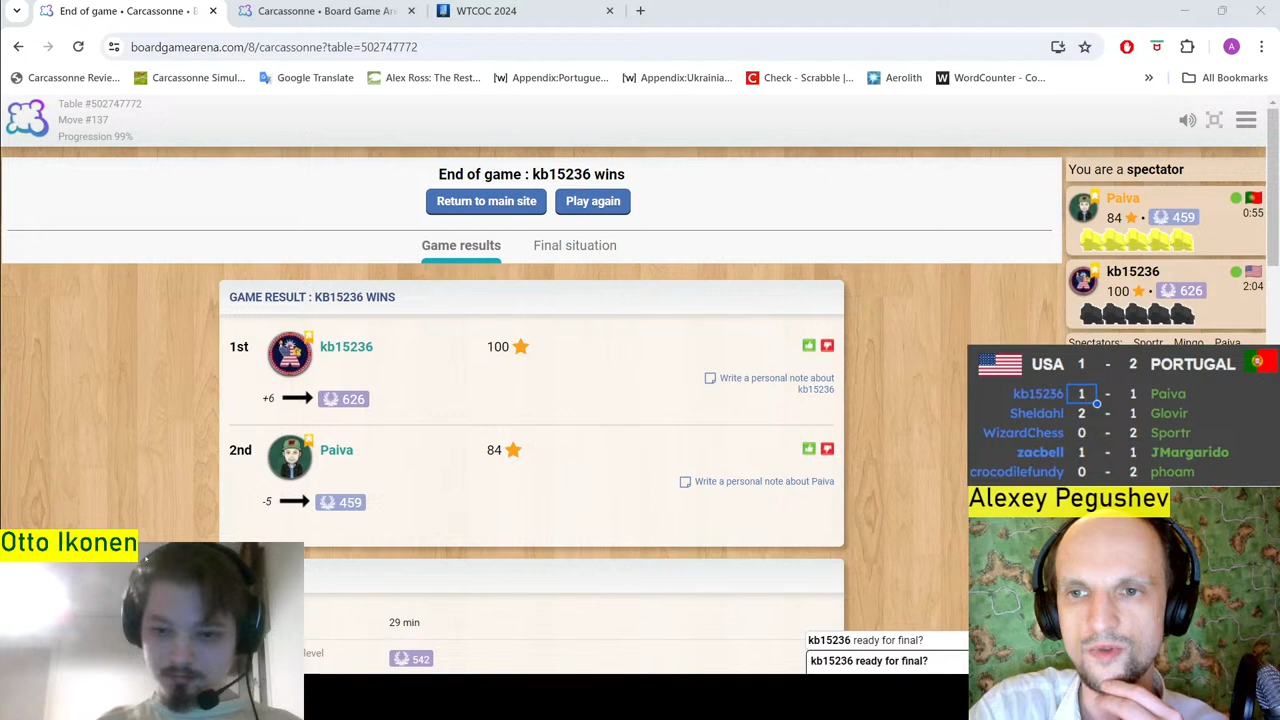 End of game • Carcassonne • B
Carcassonne • Board Game Ar
WTCOC 2024
boardgamearena.com/8/carcassonne?table=502747772
A
Carcassonne Revie...
Carcassonne Simul...
Google Translate
Alex Ross: The Rest...
[w] Appendix:Portugue...
[w] Appendix:Ukrainia...
C Check - Scrabble |...
Aerolith
W WordCounter - Co...
»
All Bookmarks
Table #502747772
Move #137
Progression 99%
End of game : kb15236 wins
Return to main site
Play again
Game results
Final situation
You are a spectator
Paiva
0:55
84 • 459
kb15236
2:04
100 • 626
Spectators: Sportr Mingo Paiva
GAME RESULT : KB15236 WINS
1st
kb15236
100
Write a personal note about
kb15236
+6
626
2nd
Paiva
84
Write a personal note about Paiva
-5
459
29 min
level
542
USA 1 - 2 PORTUGAL
kb15236 1 - 1 Paiva
Sheldahl 2 - 1 Glovir
WizardChess 0 - 2 Sportr
zacbell 1 - 1 JMargarido
crocodilefundy 0 - 2 phoam
Otto Ikonen
Alexey Pegushev
kb15236 ready for final?
kb15236 ready for final?